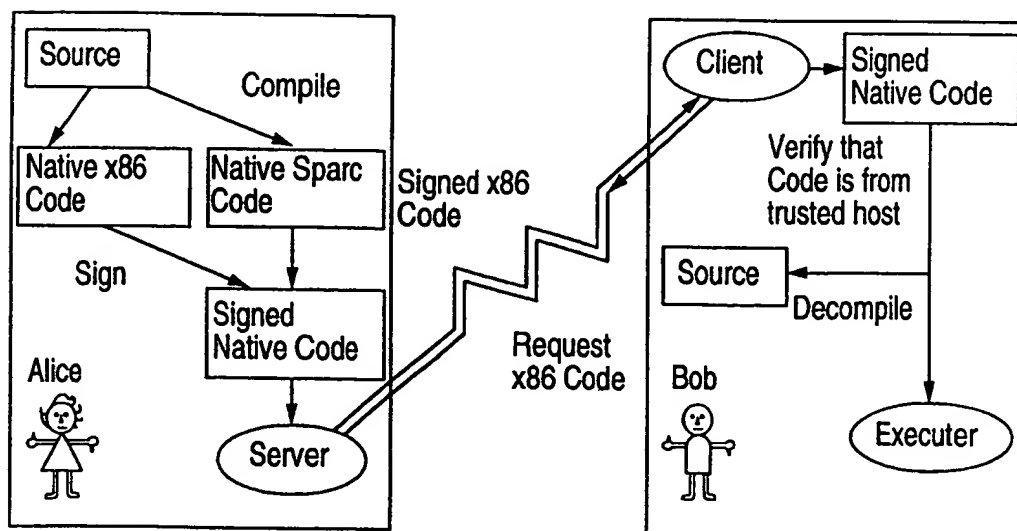 Source
Compile
Native x86
Code
Native Sparc
Code
Sign
Signed
Native Code
Alice
Server
Signed x86
Code
Request
x86 Code
Client
Signed
Native Code
Verify that
Code is from
trusted host
Source
Decompile
Bob
Executer